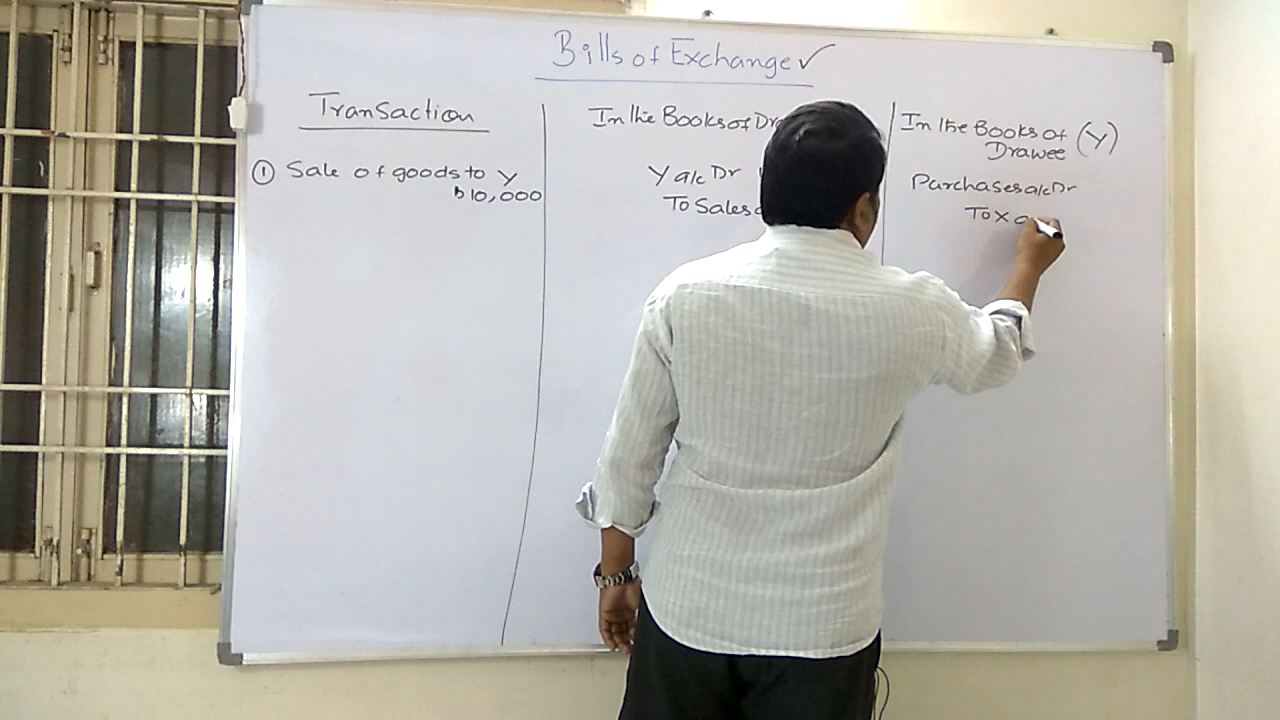 Bills of Exchange ✓
Transaction
① Sale of goods to Y
10,000
In the Books of
Y a/c Dr
To Sales
In the Books of (Y)
Drawee
Purchases a/c Dr
To X